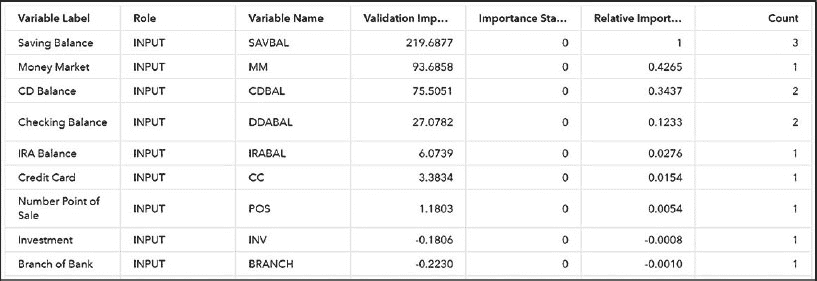 Variable Label Role Variable Name Validation Imp... Importance Sta... Relative Import... Count
Saving Balance INPUT SAVBAL 219.6877 0 1 3
Money Market INPUT MM 93.6858 0 0.4265 1
CD Balance INPUT CDBAL 75.5051 0 0.3437 2
Checking Balance INPUT DDABAL 27.0782 0 0.1233 2
IRA Balance INPUT IRABAL 6.0739 0 0.0276 1
Credit Card INPUT CC 3.3834 0 0.0154 1
Number Point of
Sale INPUT POS 1.1803 0 0.0054 1
Investment INPUT INV -0.1806 0 -0.0008 1
Branch of Bank INPUT BRANCH -0.2230 0 -0.0010 1